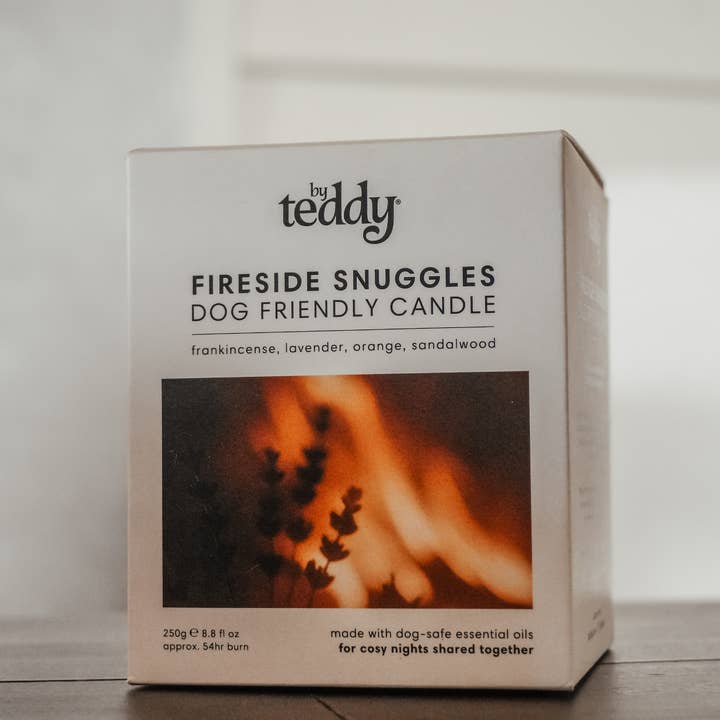 by
teddy®
FIRESIDE SNUGGLES
DOG FRIENDLY CANDLE
frankincense, lavender, orange, sandalwood
250g ℮ 8.8 fl oz
approx. 54hr burn
made with dog-safe essential oils
for cosy nights shared together